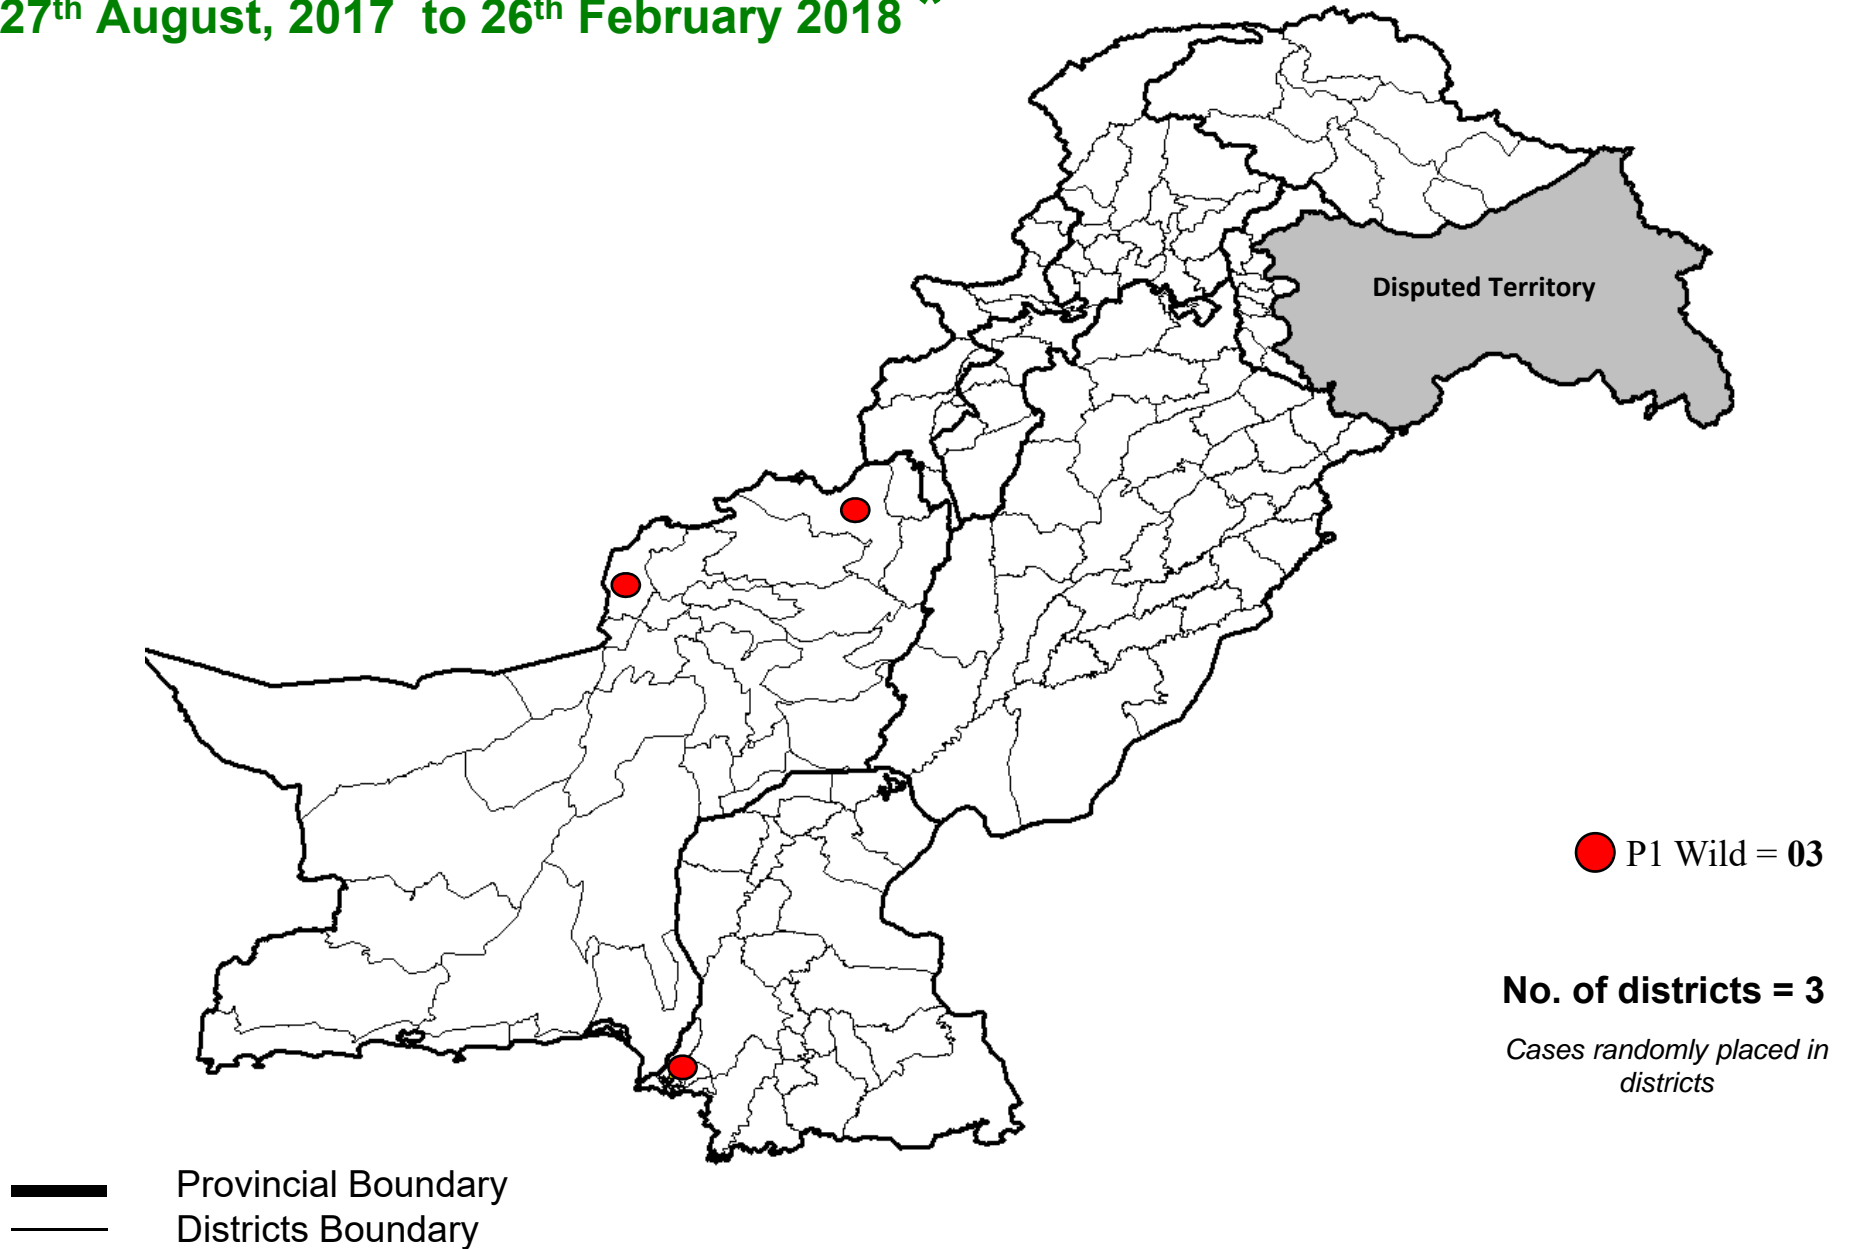 27th August, 2017 to 26th February 2018 "
Disputed Territory
P1 Wild = 03
No. of districts = 3
Cases randomly placed in
districts
Provincial Boundary
Districts Boundary